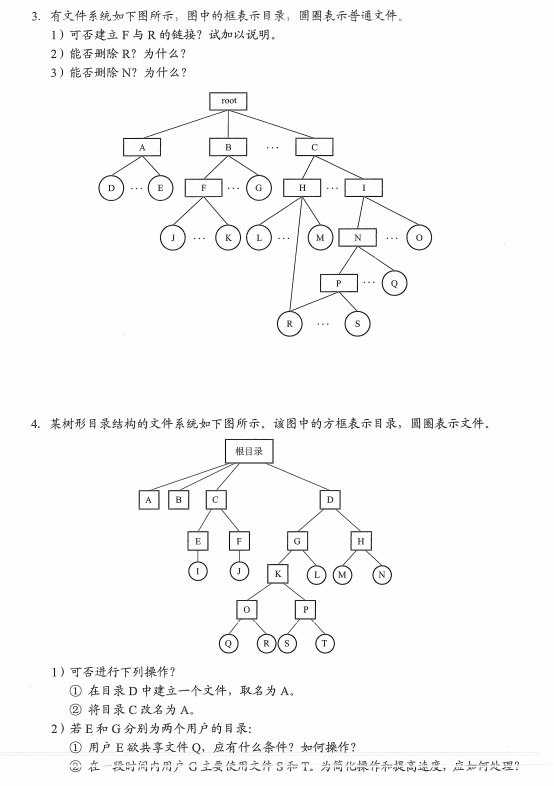 3. 有文件系统如下图所示，图中的框表示目录，圆圈表示普通文件。
1）可否建立 F 与 R 的链接？试加以说明。
2）能否删除 R？为什么？
3）能否删除 N？为什么？
root
A B … C
D … E F … G H … I
J … K L … M N … O
P … Q
R … S
4. 某树形目录结构的文件系统如下图所示。该图中的方框表示目录，圆圈表示文件。
根目录
A B C D
E F G H
I J K L M N
O P
Q R S T
1）可否进行下列操作？
① 在目录 D 中建立一个文件，取名为 A。
② 将目录 C 改名为 A。
2）若 E 和 G 分别为两个用户的目录：
① 用户 E 欲共享文件 Q，应有什么条件？如何操作？
② 在一段时间内用户 G 主要使用文件 S 和 T。为简化操作和提高速度，应如何处理？